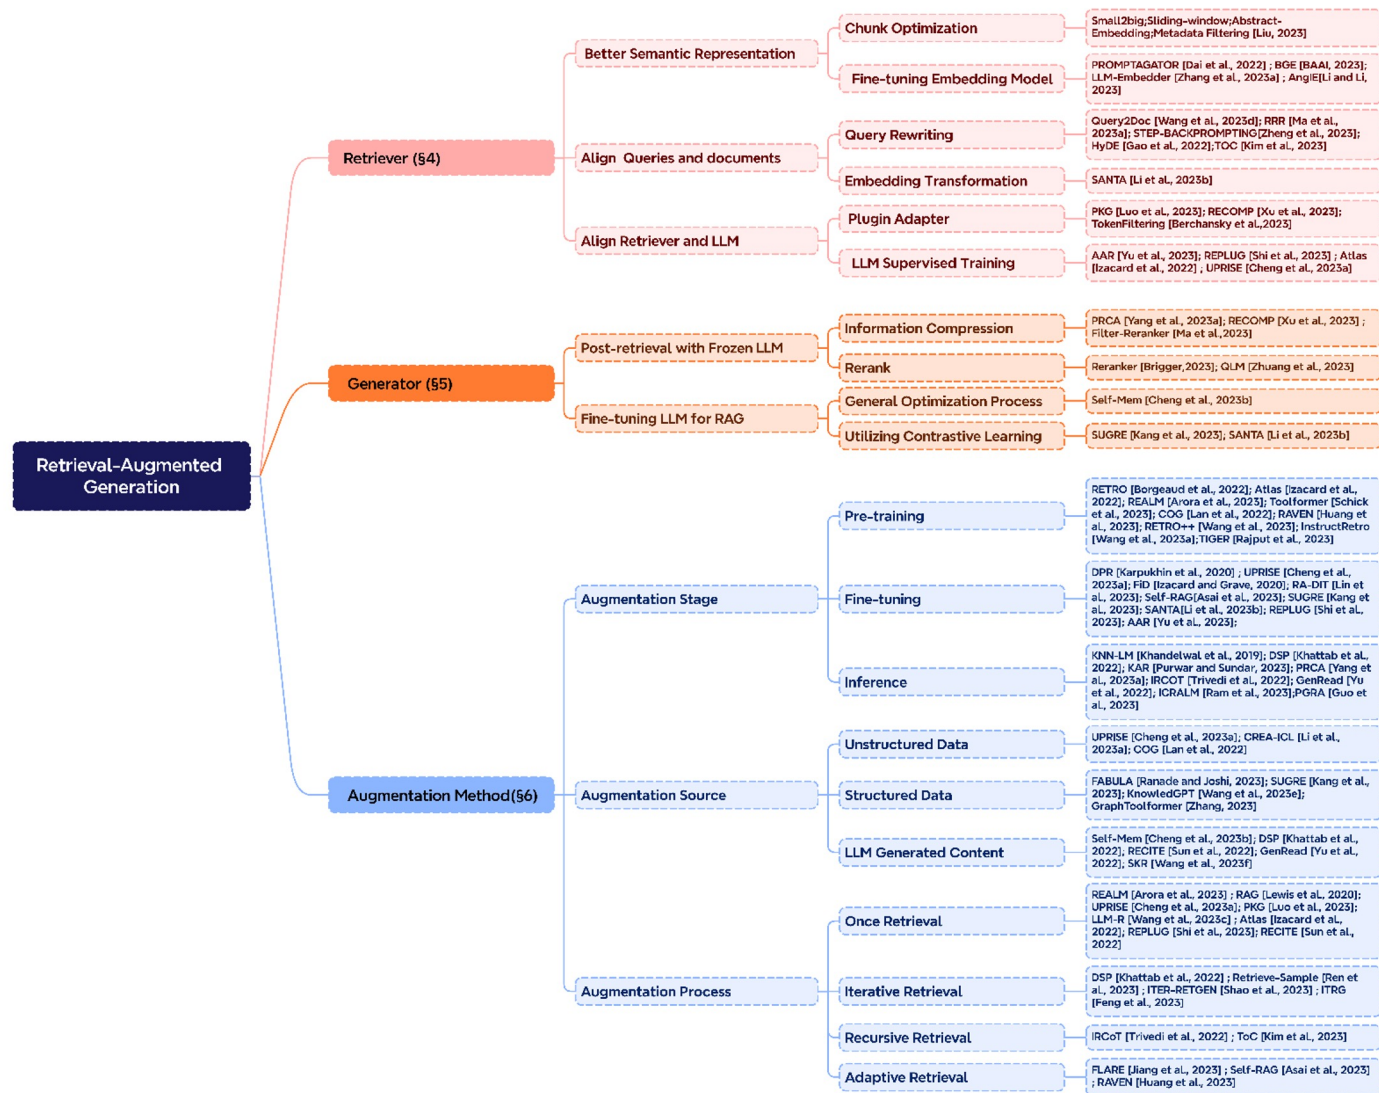 Retrieval-Augmented
Generation
Retriever (§4)
Better Semantic Representation
Chunk Optimization
Small2big;Sliding-window;Abstract-
Embedding;Metadata Filtering [Liu, 2023]
Fine-tuning Embedding Model
PROMPTAGATOR [Dai et al., 2022] ; BGE [BAAI, 2023];
LLM-Embedder [Zhang et al., 2023a] ; AngIE[Li and Li,
2023]
Align Queries and documents
Query Rewriting
Query2Doc [Wang et al., 2023d]; RRR [Ma et al.,
2023a]; STEP-BACKPROMPTING[Zheng et al., 2023];
HyDE [Gao et al., 2022];TOC [Kim et al., 2023]
Embedding Transformation
SANTA [Li et al., 2023b]
Align Retriever and LLM
Plugin Adapter
PKG [Luo et al., 2023]; RECOMP [Xu et al., 2023];
TokenFiltering [Berchansky et al.,2023]
LLM Supervised Training
AAR [Yu et al., 2023]; REPLUG [Shi et al., 2023] ; Atlas
[Izacard et al., 2022] ; UPRISE [Cheng et al., 2023a]
Generator (§5)
Post-retrieval with Frozen LLM
Information Compression
PRCA [Yang et al., 2023a]; RECOMP [Xu et al., 2023] ;
Filter-Reranker [Ma et al.,2023]
Rerank
Reranker [Brigger,2023]; QLM [Zhuang et al., 2023]
Fine-tuning LLM for RAG
General Optimization Process
Self-Mem [Cheng et al., 2023b]
Utilizing Contrastive Learning
SUGRE [Kang et al., 2023]; SANTA [Li et al., 2023b]
Augmentation Method(§6)
Augmentation Stage
Pre-training
RETRO [Borgeaud et al., 2022]; Atlas [Izacard et al.,
2022]; REALM [Arora et al., 2023]; Toolformer [Schick
et al., 2023]; COG [Lan et al., 2022]; RAVEN [Huang et
al., 2023]; RETRO++ [Wang et al., 2023]; InstructRetro
[Wang et al., 2023a];TIGER [Rajput et al., 2023]
Fine-tuning
DPR [Karpukhin et al., 2020] ; UPRISE [Cheng et al.,
2023a]; FiD [Izacard and Grave, 2020]; RA-DIT [Lin et
al., 2023]; Self-RAG[Asai et al., 2023]; SUGRE [Kang et
al., 2023]; SANTA[Li et al., 2023b]; REPLUG [Shi et al.,
2023]; AAR [Yu et al., 2023];
Inference
KNN-LM [Khandelwal et al., 2019]; DSP [Khattab et al.,
2022]; KAR [Purwar and Sundar, 2023]; PRCA [Yang et
al., 2023a]; IRCOT [Trivedi et al., 2022]; GenRead [Yu
et al., 2022]; ICRALM [Ram et al., 2023];PGRA [Guo et
al., 2023]
Augmentation Source
Unstructured Data
UPRISE [Cheng et al., 2023a]; CREA-ICL [Li et al.,
2023a]; COG [Lan et al., 2022]
Structured Data
FABULA [Ranade and Joshi, 2023]; SUGRE [Kang et al.,
2023]; KnowledGPT [Wang et al., 2023e];
GraphToolformer [Zhang, 2023]
LLM Generated Content
Self-Mem [Cheng et al., 2023b]; DSP [Khattab et al.,
2022]; RECITE [Sun et al., 2022]; GenRead [Yu et al.,
2022]; SKR [Wang et al., 2023f]
Augmentation Process
Once Retrieval
REALM [Arora et al., 2023] ; RAG [Lewis et al., 2020];
UPRISE [Cheng et al., 2023a]; PKG [Luo et al., 2023];
LLM-R [Wang et al., 2023c] ; Atlas [Izacard et al.,
2022]; REPLUG [Shi et al., 2023]; RECITE [Sun et al.,
2022]
Iterative Retrieval
DSP [Khattab et al., 2022] ; Retrieve-Sample [Ren et
al., 2023] ; ITER-RETGEN [Shao et al., 2023] ; ITRG
[Feng et al., 2023]
Recursive Retrieval
IRCoT [Trivedi et al., 2022] ; ToC [Kim et al., 2023]
Adaptive Retrieval
FLARE [Jiang et al., 2023] ; Self-RAG [Asai et al., 2023]
; RAVEN [Huang et al., 2023]